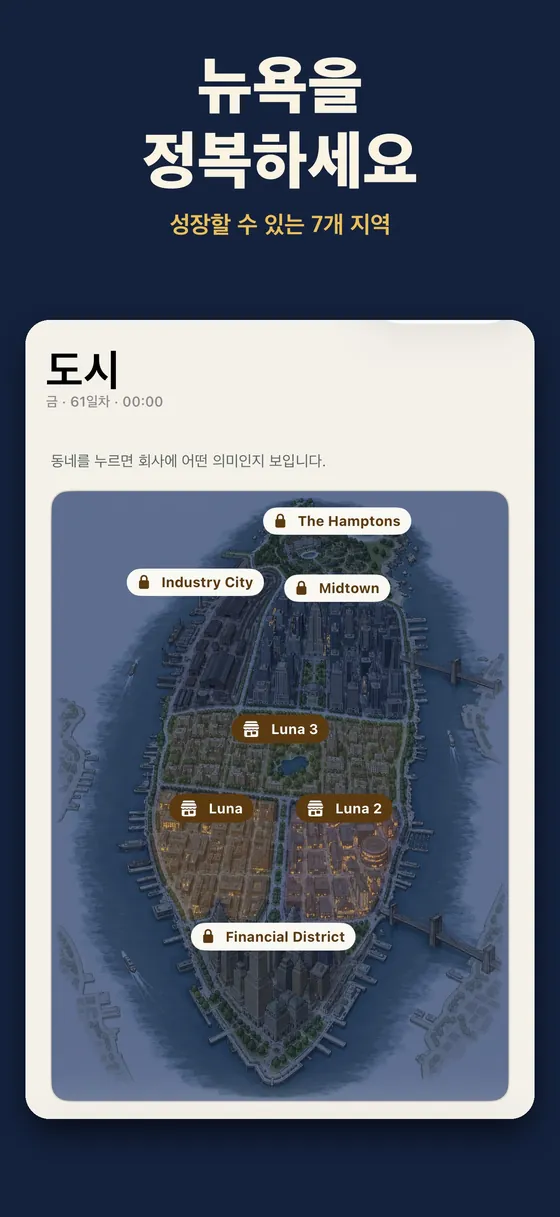 뉴욕을
정복하세요
성장할 수 있는 7개 지역
도시
금 · 61일차 · 00:00
동네를 누르면 회사에 어떤 의미인지 보입니다.
The Hamptons
Industry City
Midtown
Luna 3
Luna
Luna 2
Financial District